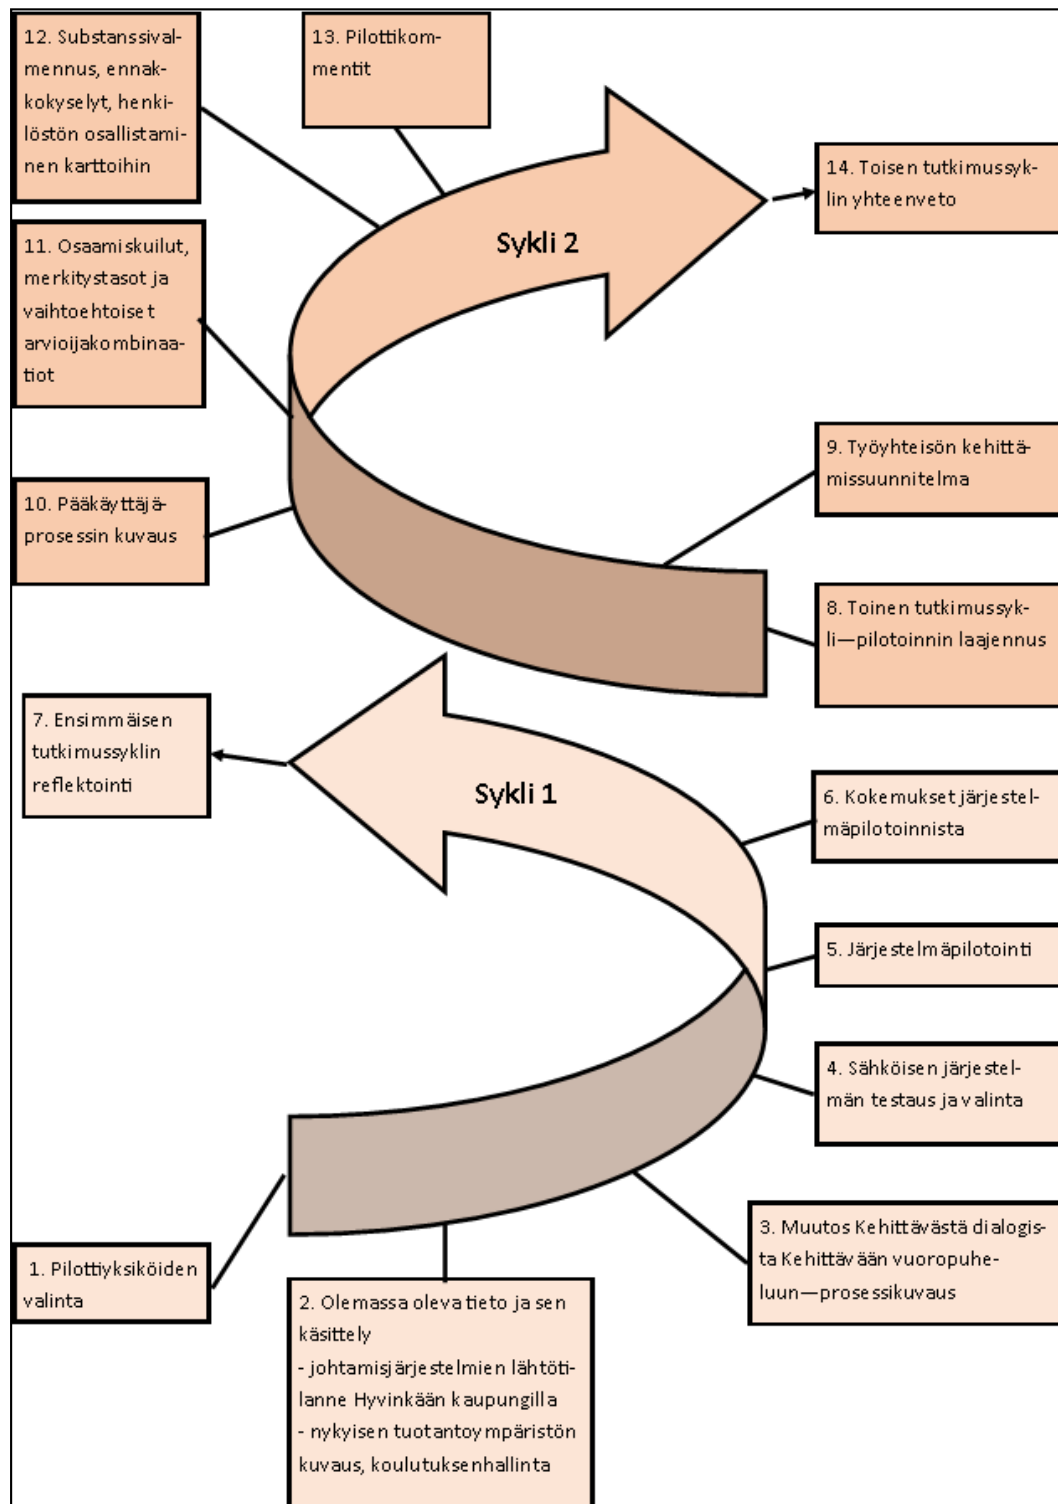 12. Substanssival-
mennus, ennak-
kokyselyt, henki-
löstön osallistami-
nen karttoihin
13. Pilottikom-
mentit
14. Toisen tutkimussyk-
lin yhteenveto
Sykli 2
11. Osaamiskuilut,
merkitystasot ja
vaihtoehtoiset
arvioijakombinaa-
tiot
9. Työyhteisön kehittä-
missuunnitelma
10. Pääkäyttäjä-
prosessin kuvaus
8. Toinen tutkimussyk-
li—pilotoinnin laajennus
7. Ensimmäisen
tutkimussyklin
reflektointi
Sykli 1
6. Kokemukset järjestel-
mäpilotoinnista
5. Järjestelmäpilotointi
4. Sähköisen järjestel-
män testaus ja valinta
3. Muutos Kehittävästä dialogis-
ta Kehittävään vuoropuhe-
luun—prosessikuvaus
1. Pilottiyksiköiden
valinta
2. Olemassa oleva tieto ja sen
käsittely
- johtamisjärjestelmien lähtöti-
lanne Hyvinkään kaupungilla
- nykyisen tuotantoympäristön
kuvaus, koulutuksenhallinta